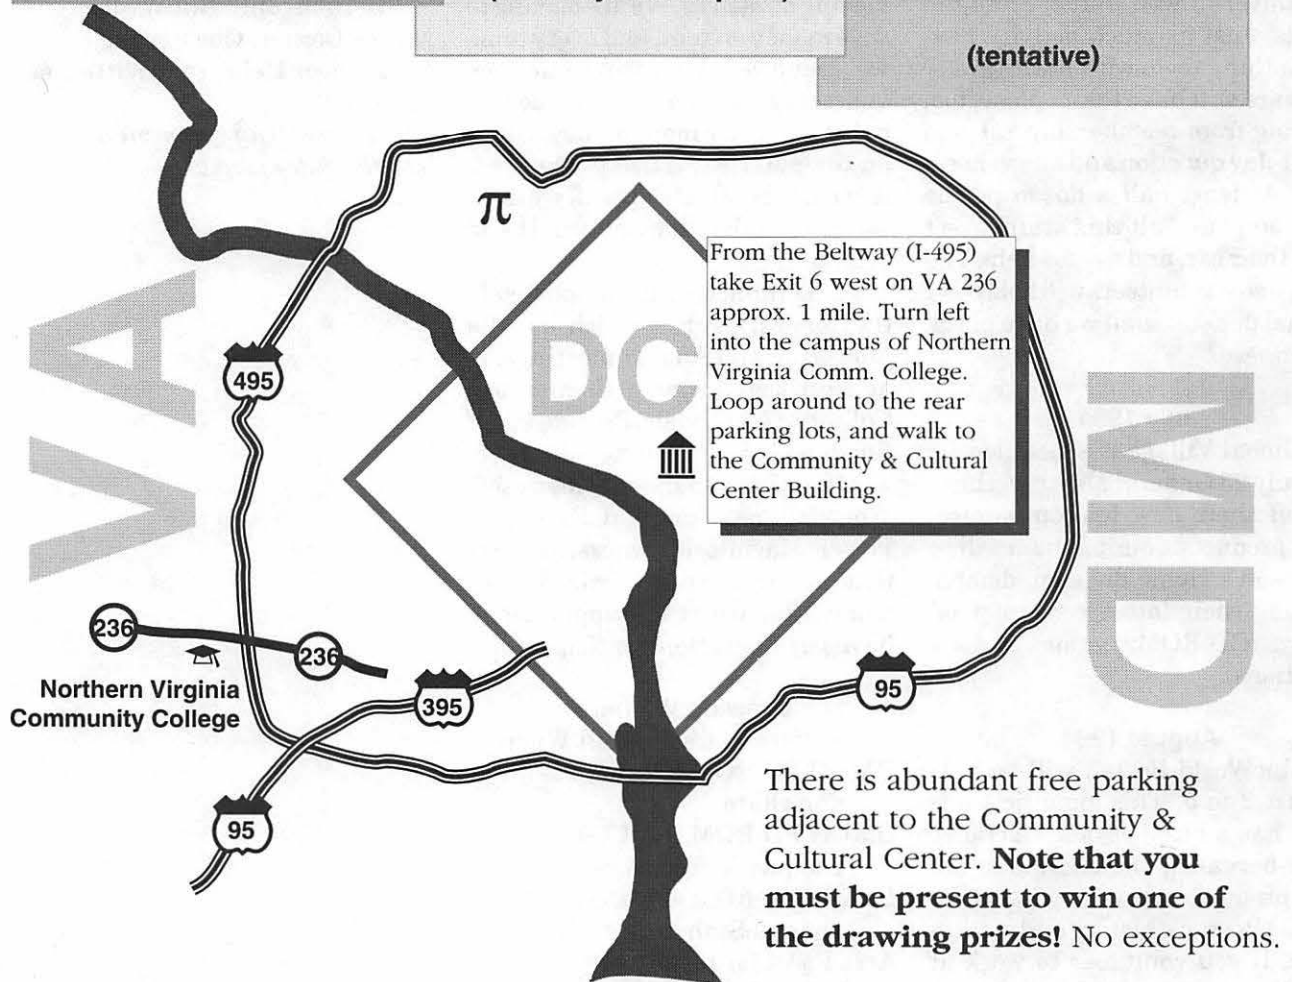 (tentative)
π
From the Beltway (I-495)
take Exit 6 west on VA 236
approx. 1 mile. Turn left
into the campus of Northern
Virginia Comm. College.
Loop around to the rear
parking lots, and walk to
the Community & Cultural
Center Building.
VA
DC
MD
495
236
236
Northern Virginia
Community College
395
95
95
There is abundant free parking
adjacent to the Community &
Cultural Center. Note that you
must be present to win one of
the drawing prizes! No exceptions.